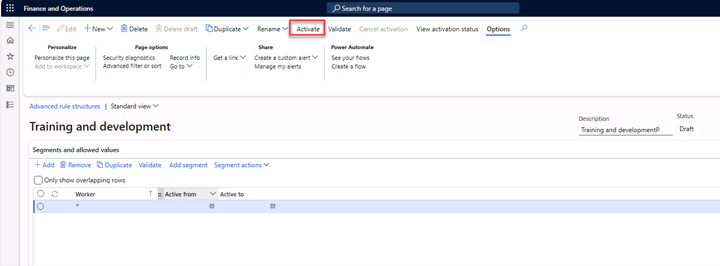 Finance and Operations
Search for a page
Edit New Delete Delete draft Duplicate Rename Activate Validate Cancel activation View activation status Options
Personalize Page options Share Power Automate
Personalize this page Security diagnostics Record info Get a link Create a custom alert See your flows
Add to workspace Advanced filter or sort Go to Manage my alerts Create a flow
Advanced rule structures | Standard view
Training and development
Description Status
Training and developmentP Draft
Segments and allowed values
+ Add Remove Duplicate Validate Add segment Segment actions
Only show overlapping rows
Worker Active from Active to
*